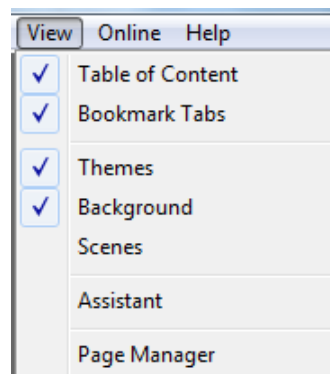 View Online Help
Table of Content
Bookmark Tabs
Themes
Background
Scenes
Assistant
Page Manager